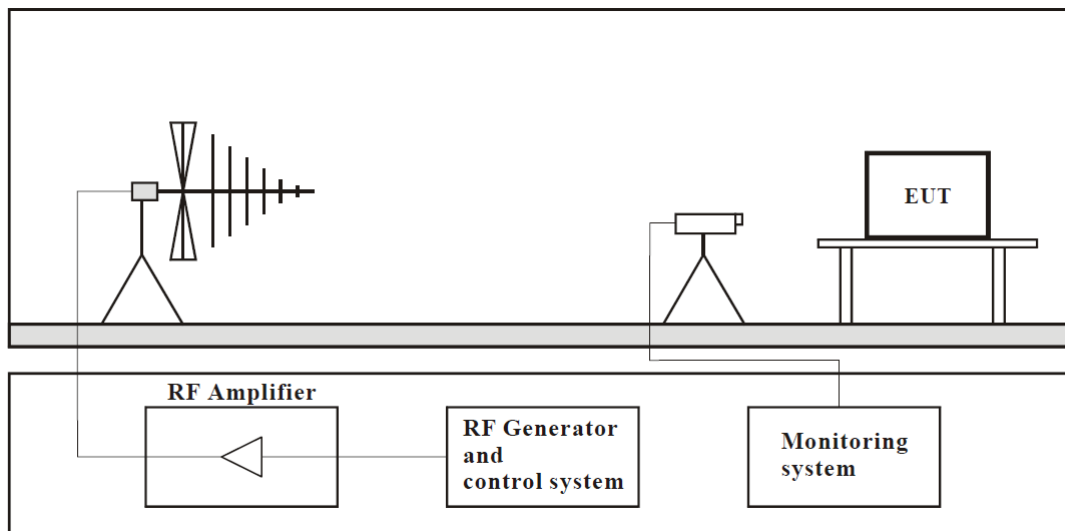 EUT
RF Amplifier
RF Generator
and
control system
Monitoring
system